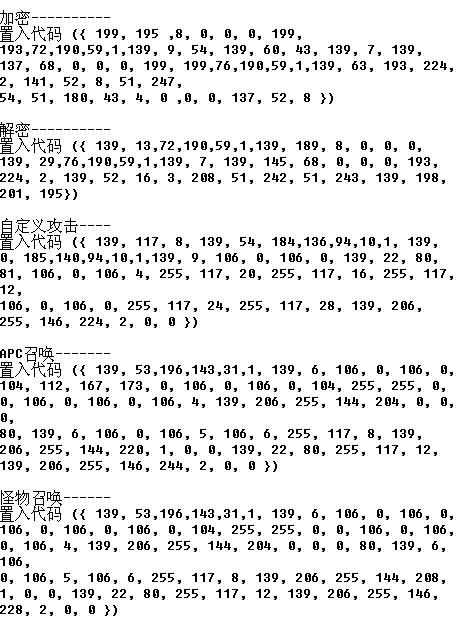 加密----------
置入代码 ({ 199, 195 ,8, 0, 0, 0, 199,
193,72,190,59,1,139, 9, 54, 139, 60, 43, 139, 7, 139,
137, 68, 0, 0, 0, 199, 199,76,190,59,1,139, 63, 193, 224,
2, 141, 52, 8, 51, 247,
54, 51, 180, 43, 4, 0 ,0, 0, 137, 52, 8 })
解密----------
置入代码 ({ 139, 13,72,190,59,1,139, 189, 8, 0, 0, 0,
139, 29,76,190,59,1,139, 7, 139, 145, 68, 0, 0, 0, 193,
224, 2, 139, 52, 16, 3, 208, 51, 242, 51, 243, 139, 198,
201, 195})
自定义攻击----
置入代码 ({ 139, 117, 8, 139, 54, 184,136,94,10,1, 139,
0, 185,140,94,10,1,139, 9, 106, 0, 106, 0, 139, 22, 80,
81, 106, 0, 106, 4, 255, 117, 20, 255, 117, 16, 255, 117,
12,
106, 0, 106, 0, 255, 117, 24, 255, 117, 28, 139, 206,
255, 146, 224, 2, 0, 0 })
APC召唤-------
置入代码 ({ 139, 53,196,143,31,1, 139, 6, 106, 0, 106, 0,
104, 112, 167, 173, 0, 106, 0, 106, 0, 104, 255, 255, 0,
0, 106, 0, 106, 0, 106, 4, 139, 206, 255, 144, 204, 0, 0,
0,
80, 139, 6, 106, 0, 106, 5, 106, 6, 255, 117, 8, 139,
206, 255, 144, 220, 1, 0, 0, 139, 22, 80, 255, 117, 12,
139, 206, 255, 146, 244, 2, 0, 0 })
怪物召唤------
置入代码 ({ 139, 53,196,143,31,1, 139, 6, 106, 0, 106, 0,
106, 0, 106, 0, 106, 0, 104, 255, 255, 0, 0, 106, 0, 106,
0, 106, 4, 139, 206, 255, 144, 204, 0, 0, 0, 80, 139, 6,
106,
0, 106, 5, 106, 6, 255, 117, 8, 139, 206, 255, 144, 208,
1, 0, 0, 139, 22, 80, 255, 117, 12, 139, 206, 255, 146,
228, 2, 0, 0 })